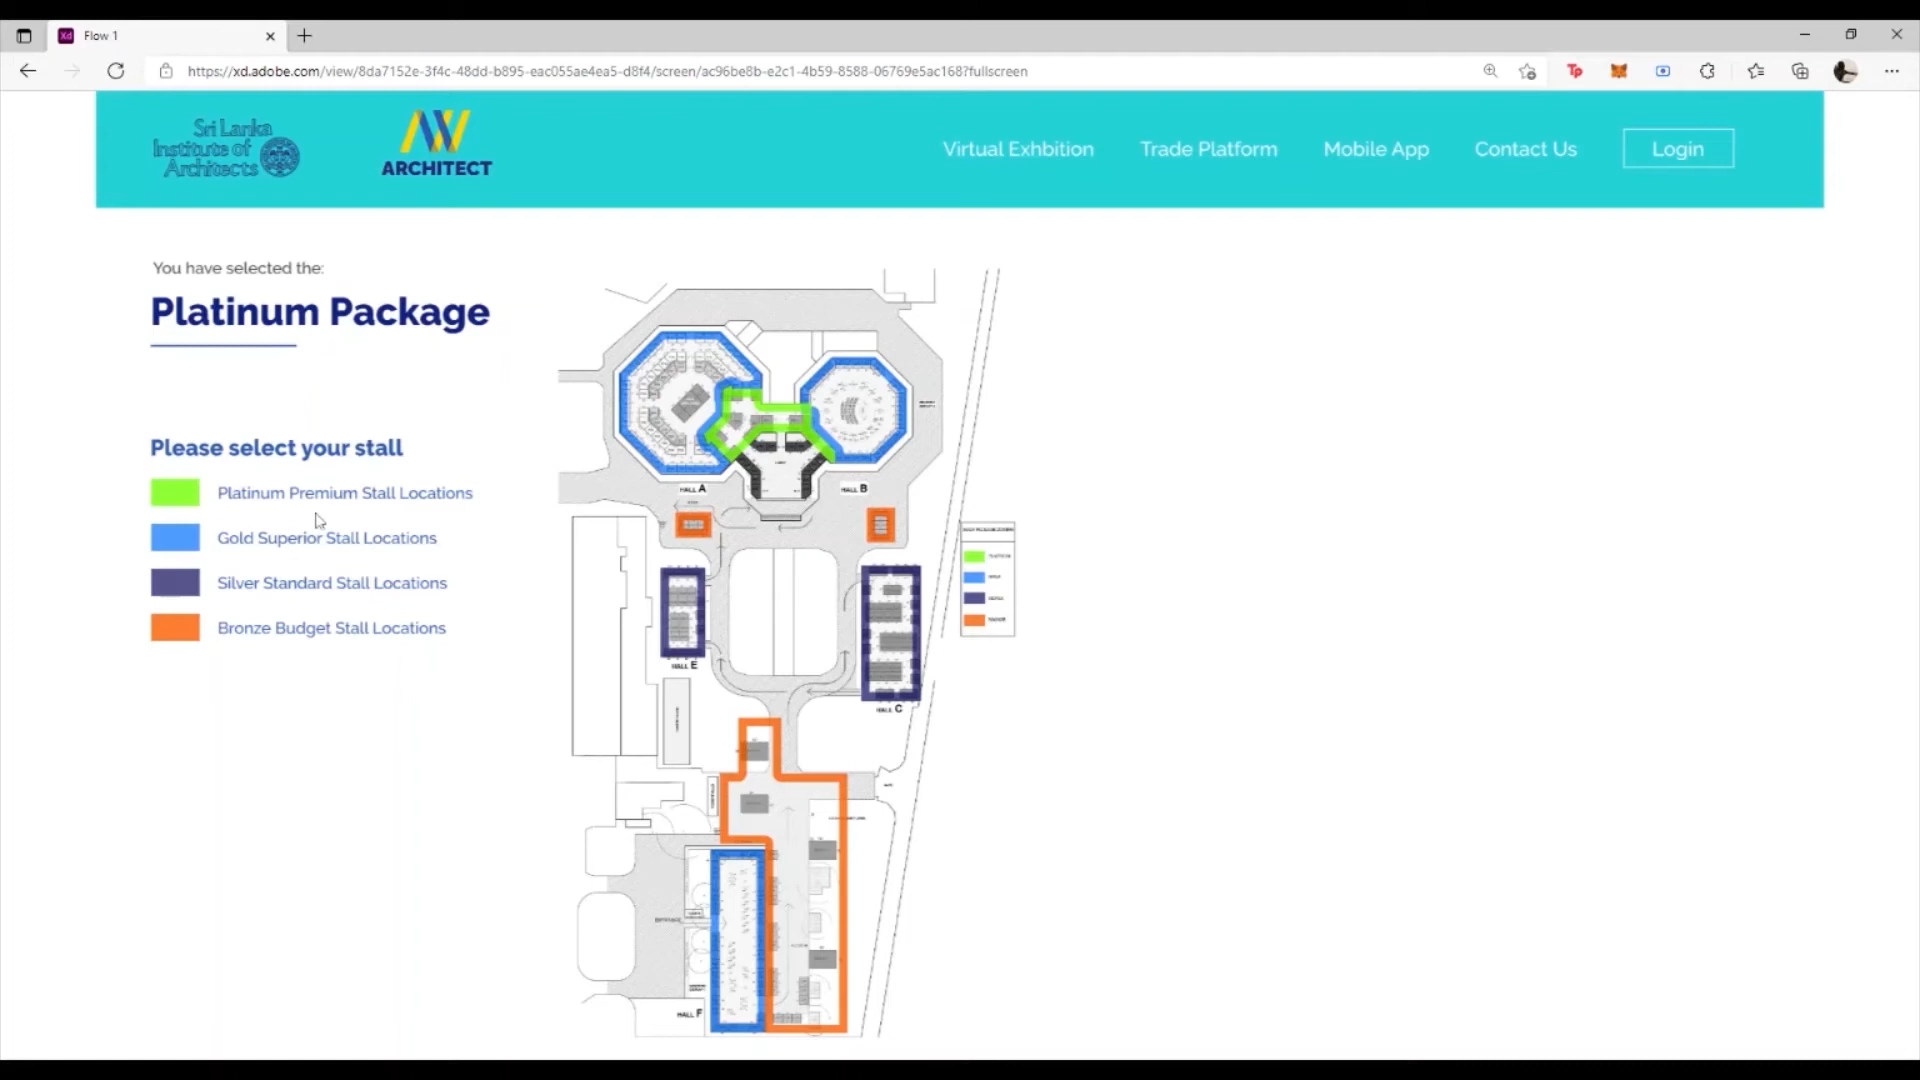 Flow 1
https://xd.adobe.com/view/8da7152e-3f4c-48dd-b895-eac055ae4ea5-d8f4/screen/ac96be8b-e2c1-4b59-8588-06769e5ac168?fullscreen
Sri Lanka
Institute of
Architects
ARCHITECT
Virtual Exhbition
Trade Platform
Mobile App
Contact Us
Login
You have selected the:
Platinum Package
Please select your stall
Platinum Premium Stall Locations
Gold Superior Stall Locations
Silver Standard Stall Locations
Bronze Budget Stall Locations
HALL A
HALL B
HALL E
HALL C
HALL F